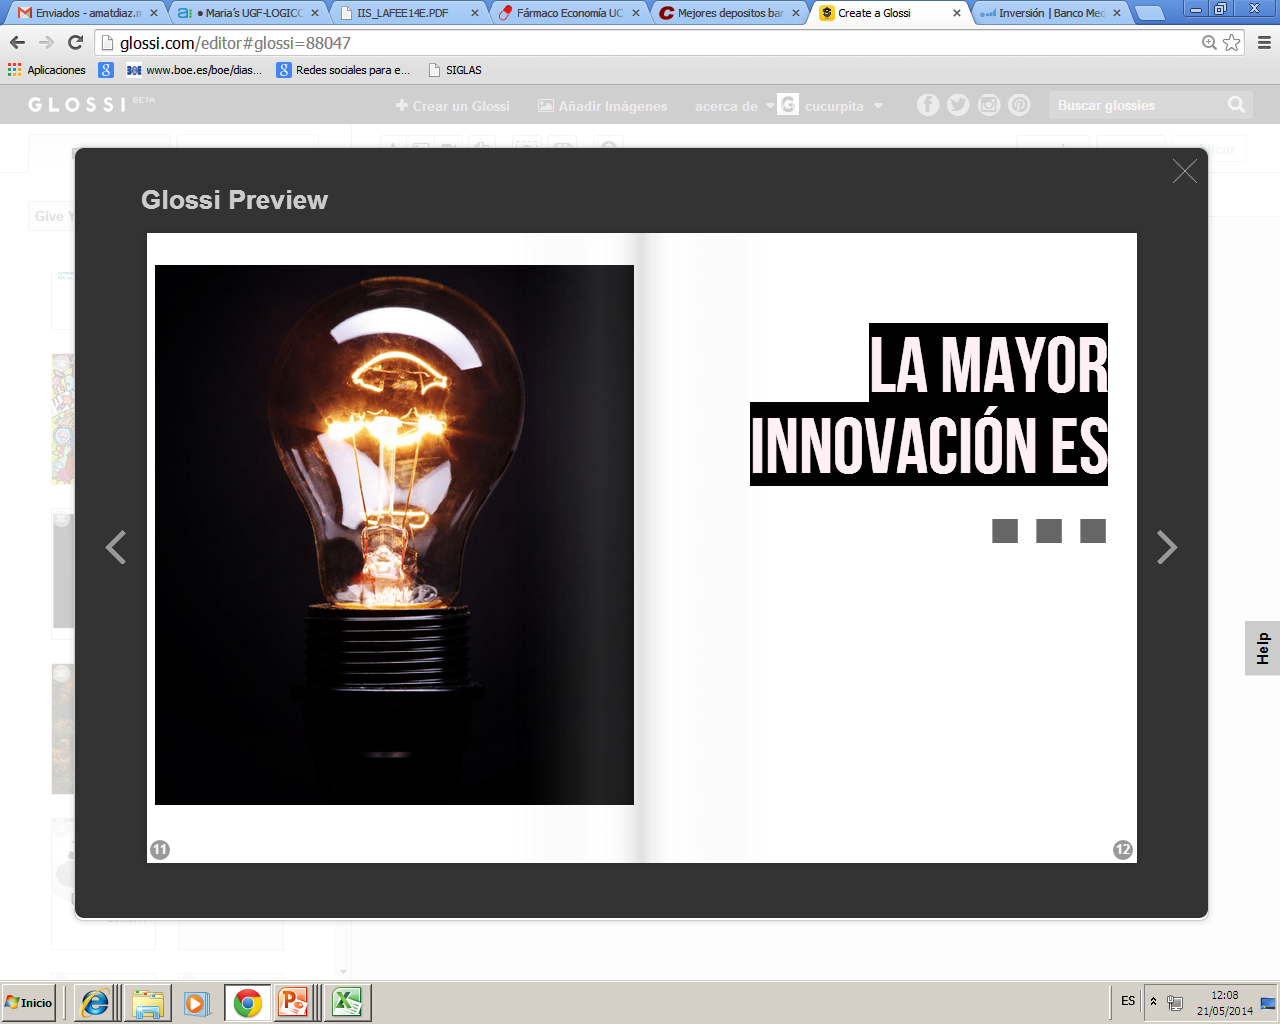 Enviados - amatdiaz.m
● Maria´s UGF-LOGICC
IIS_LAFEE14E.PDF
Fármaco Economía UC
Mejores depositos bar
Create a Glossi
Inversión | Banco Med
glossi.com/editor#glossi=88047
Aplicaciones
www.boe.es/boe/dias...
Redes sociales para e...
SIGLAS
GLOSSI BETA
Crear un Glossi
Añadir Imágenes
acerca de
cucurpita
Buscar glossies
Give Y
Glossi Preview
LA MAYOR
INNOVACIÓN ES
11
12
Help
Inicio
ES
12:08
21/05/2014